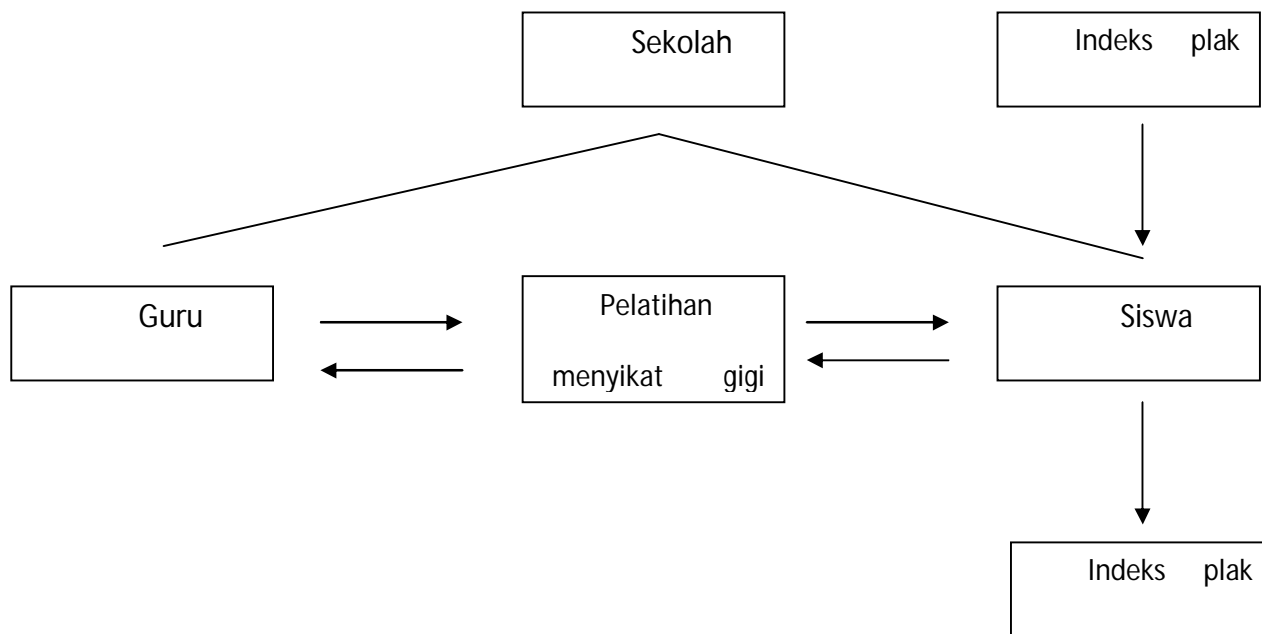 Sekolah
Indeks plak
Guru
Pelatihan
menyikat gigi
Siswa
Indeks plak